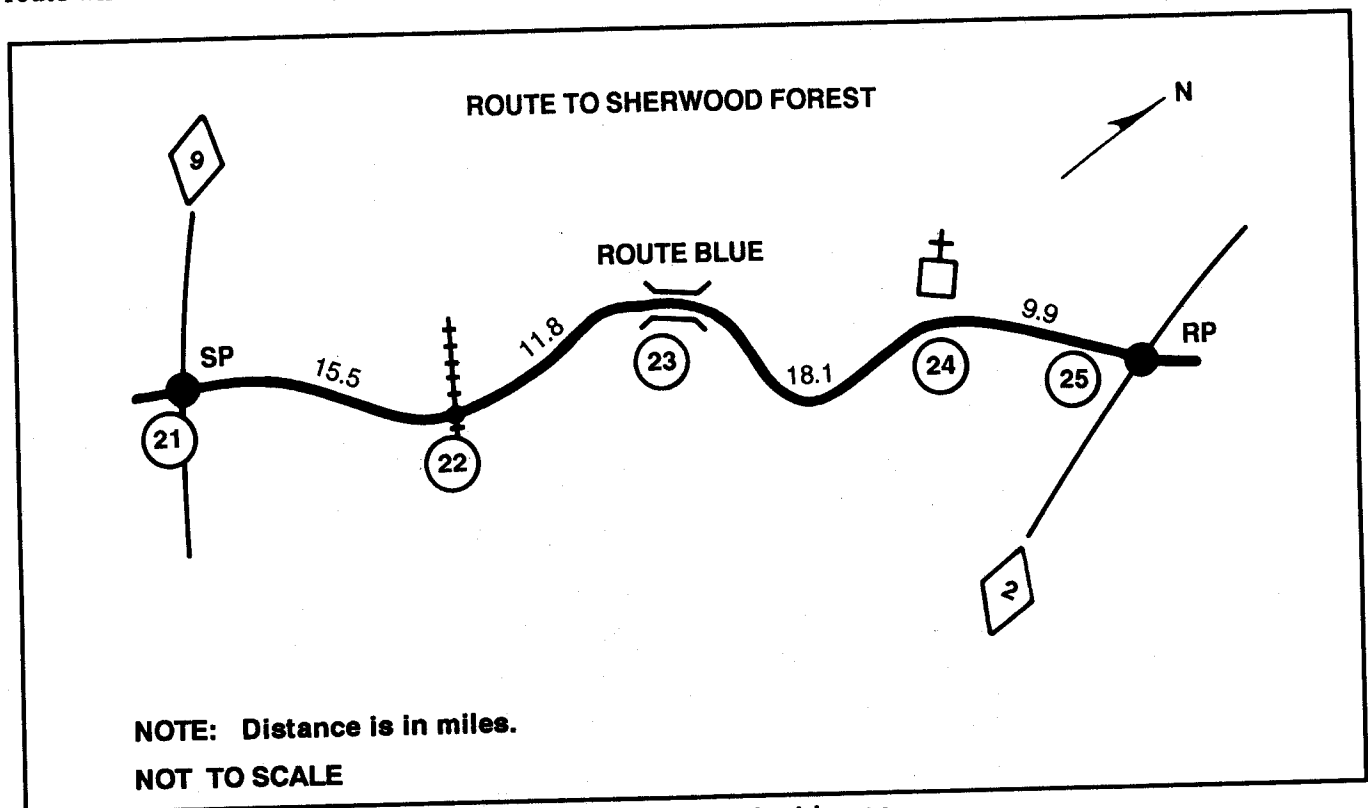 ROUTE TO SHERWOOD FOREST
N
9
ROUTE BLUE
SP
15.5
11.8
18.1
9.9
RP
21
22
23
24
25
2
NOTE: Distance is in miles.
NOT TO SCALE